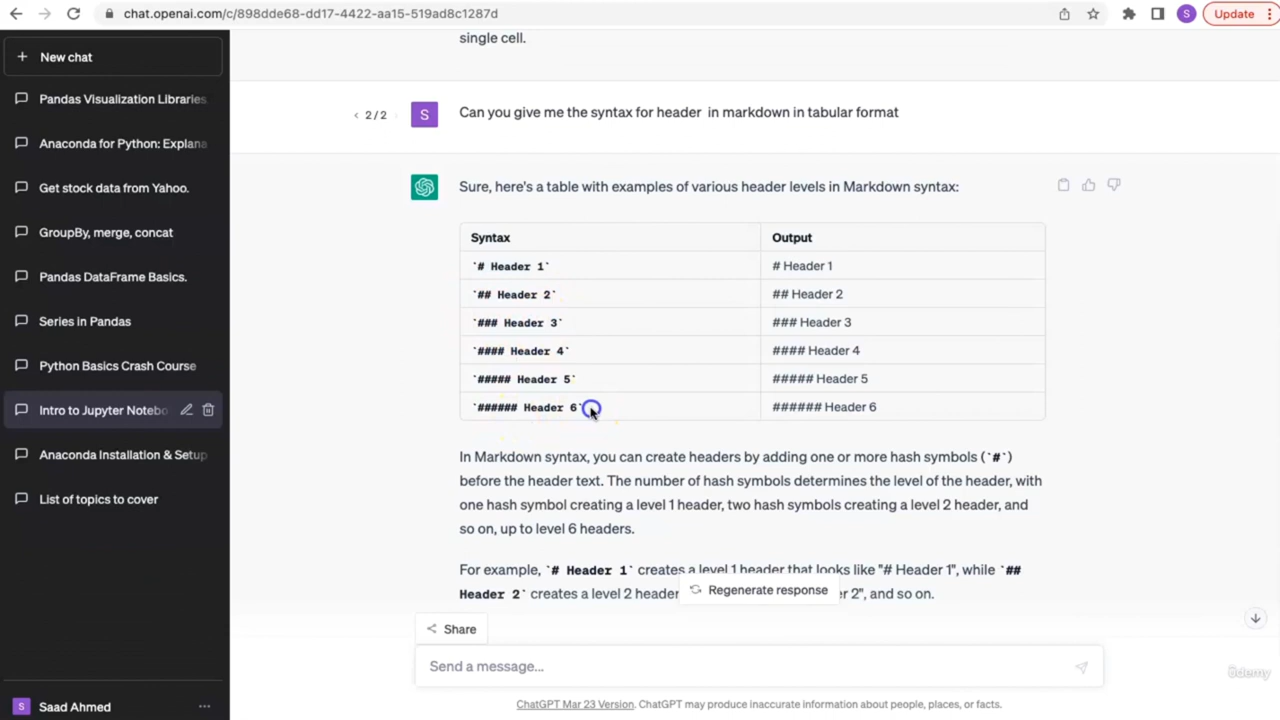 chat.openai.com/c/898dde68-dd17-4422-aa15-519ad8c1287d
S
Update
New chat
Pandas Visualization Libraries
Anaconda for Python: Explana
Get stock data from Yahoo.
GroupBy, merge, concat
Pandas DataFrame Basics.
Series in Pandas
Python Basics Crash Course
Intro to Jupyter Notebo
Anaconda Installation & Setup
List of topics to cover
S
Saad Ahmed
single cell.
< 2/2
S
Can you give me the syntax for header in markdown in tabular format
Sure, here's a table with examples of various header levels in Markdown syntax:
Syntax Output
`# Header 1` # Header 1
`## Header 2` ## Header 2
`### Header 3` ### Header 3
`#### Header 4` #### Header 4
`##### Header 5` ##### Header 5
`###### Header 6` ###### Header 6
In Markdown syntax, you can create headers by adding one or more hash symbols (`#`)
before the header text. The number of hash symbols determines the level of the header, with
one hash symbol creating a level 1 header, two hash symbols creating a level 2 header, and
so on, up to level 6 headers.
For example, `# Header 1` creates a level 1 header that looks like "# Header 1", while `##
Header 2` creates a level 2 header r 2", and so on.
Regenerate response
Share
Send a message...
ChatGPT Mar 23 Version. ChatGPT may produce inaccurate information about people, places, or facts.
ûdemy